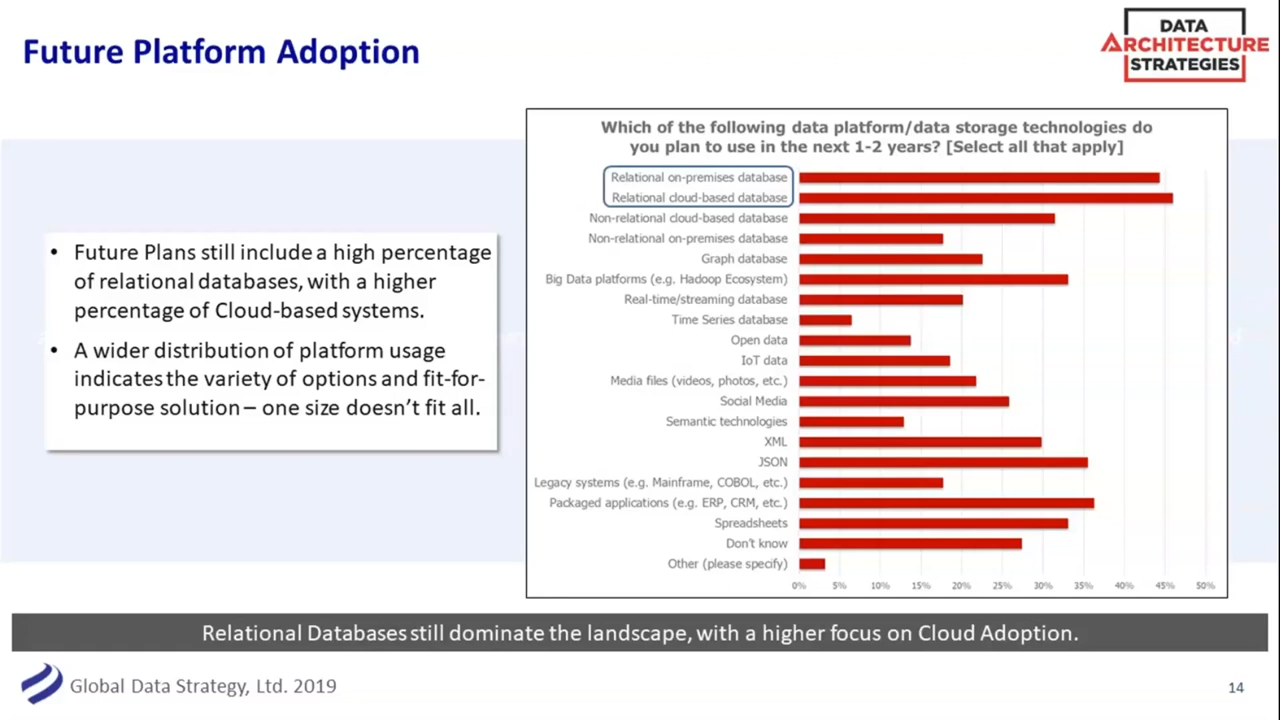 Future Platform Adoption
DATA
ARCHITECTURE
STRATEGIES
• Future Plans still include a high percentage
of relational databases, with a higher
percentage of Cloud-based systems.
• A wider distribution of platform usage
indicates the variety of options and fit-for-
purpose solution – one size doesn't fit all.
Which of the following data platform/data storage technologies do
you plan to use in the next 1-2 years? [Select all that apply]
Relational on-premises database
Relational cloud-based database
Non-relational cloud-based database
Non-relational on-premises database
Graph database
Big Data platforms (e.g. Hadoop Ecosystem)
Real-time/streaming database
Time Series database
Open data
IoT data
Media files (videos, photos, etc.)
Social Media
Semantic technologies
XML
JSON
Legacy systems (e.g. Mainframe, COBOL, etc.)
Packaged applications (e.g. ERP, CRM, etc.)
Spreadsheets
Don't know
Other (please specify)
0% 5% 10% 15% 20% 25% 30% 35% 40% 45% 50%
Relational Databases still dominate the landscape, with a higher focus on Cloud Adoption.
Global Data Strategy, Ltd. 2019
14